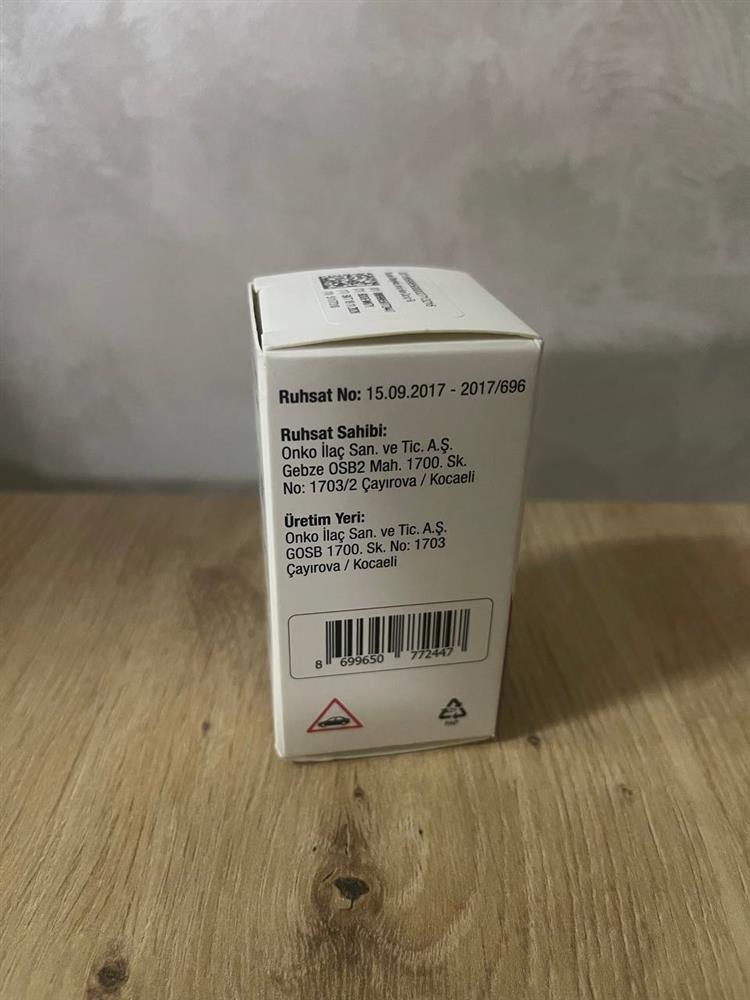 Ruhsat No: 15.09.2017 - 2017/696
Ruhsat Sahibi:
Onko İlaç San. ve Tic. A.Ş.
Gebze OSB2 Mah. 1700. Sk.
No: 1703/2 Çayırova / Kocaeli
Üretim Yeri:
Onko İlaç San. ve Tic. A.Ş.
GOSB 1700. Sk. No: 1703
Çayırova / Kocaeli
8 699650 772447